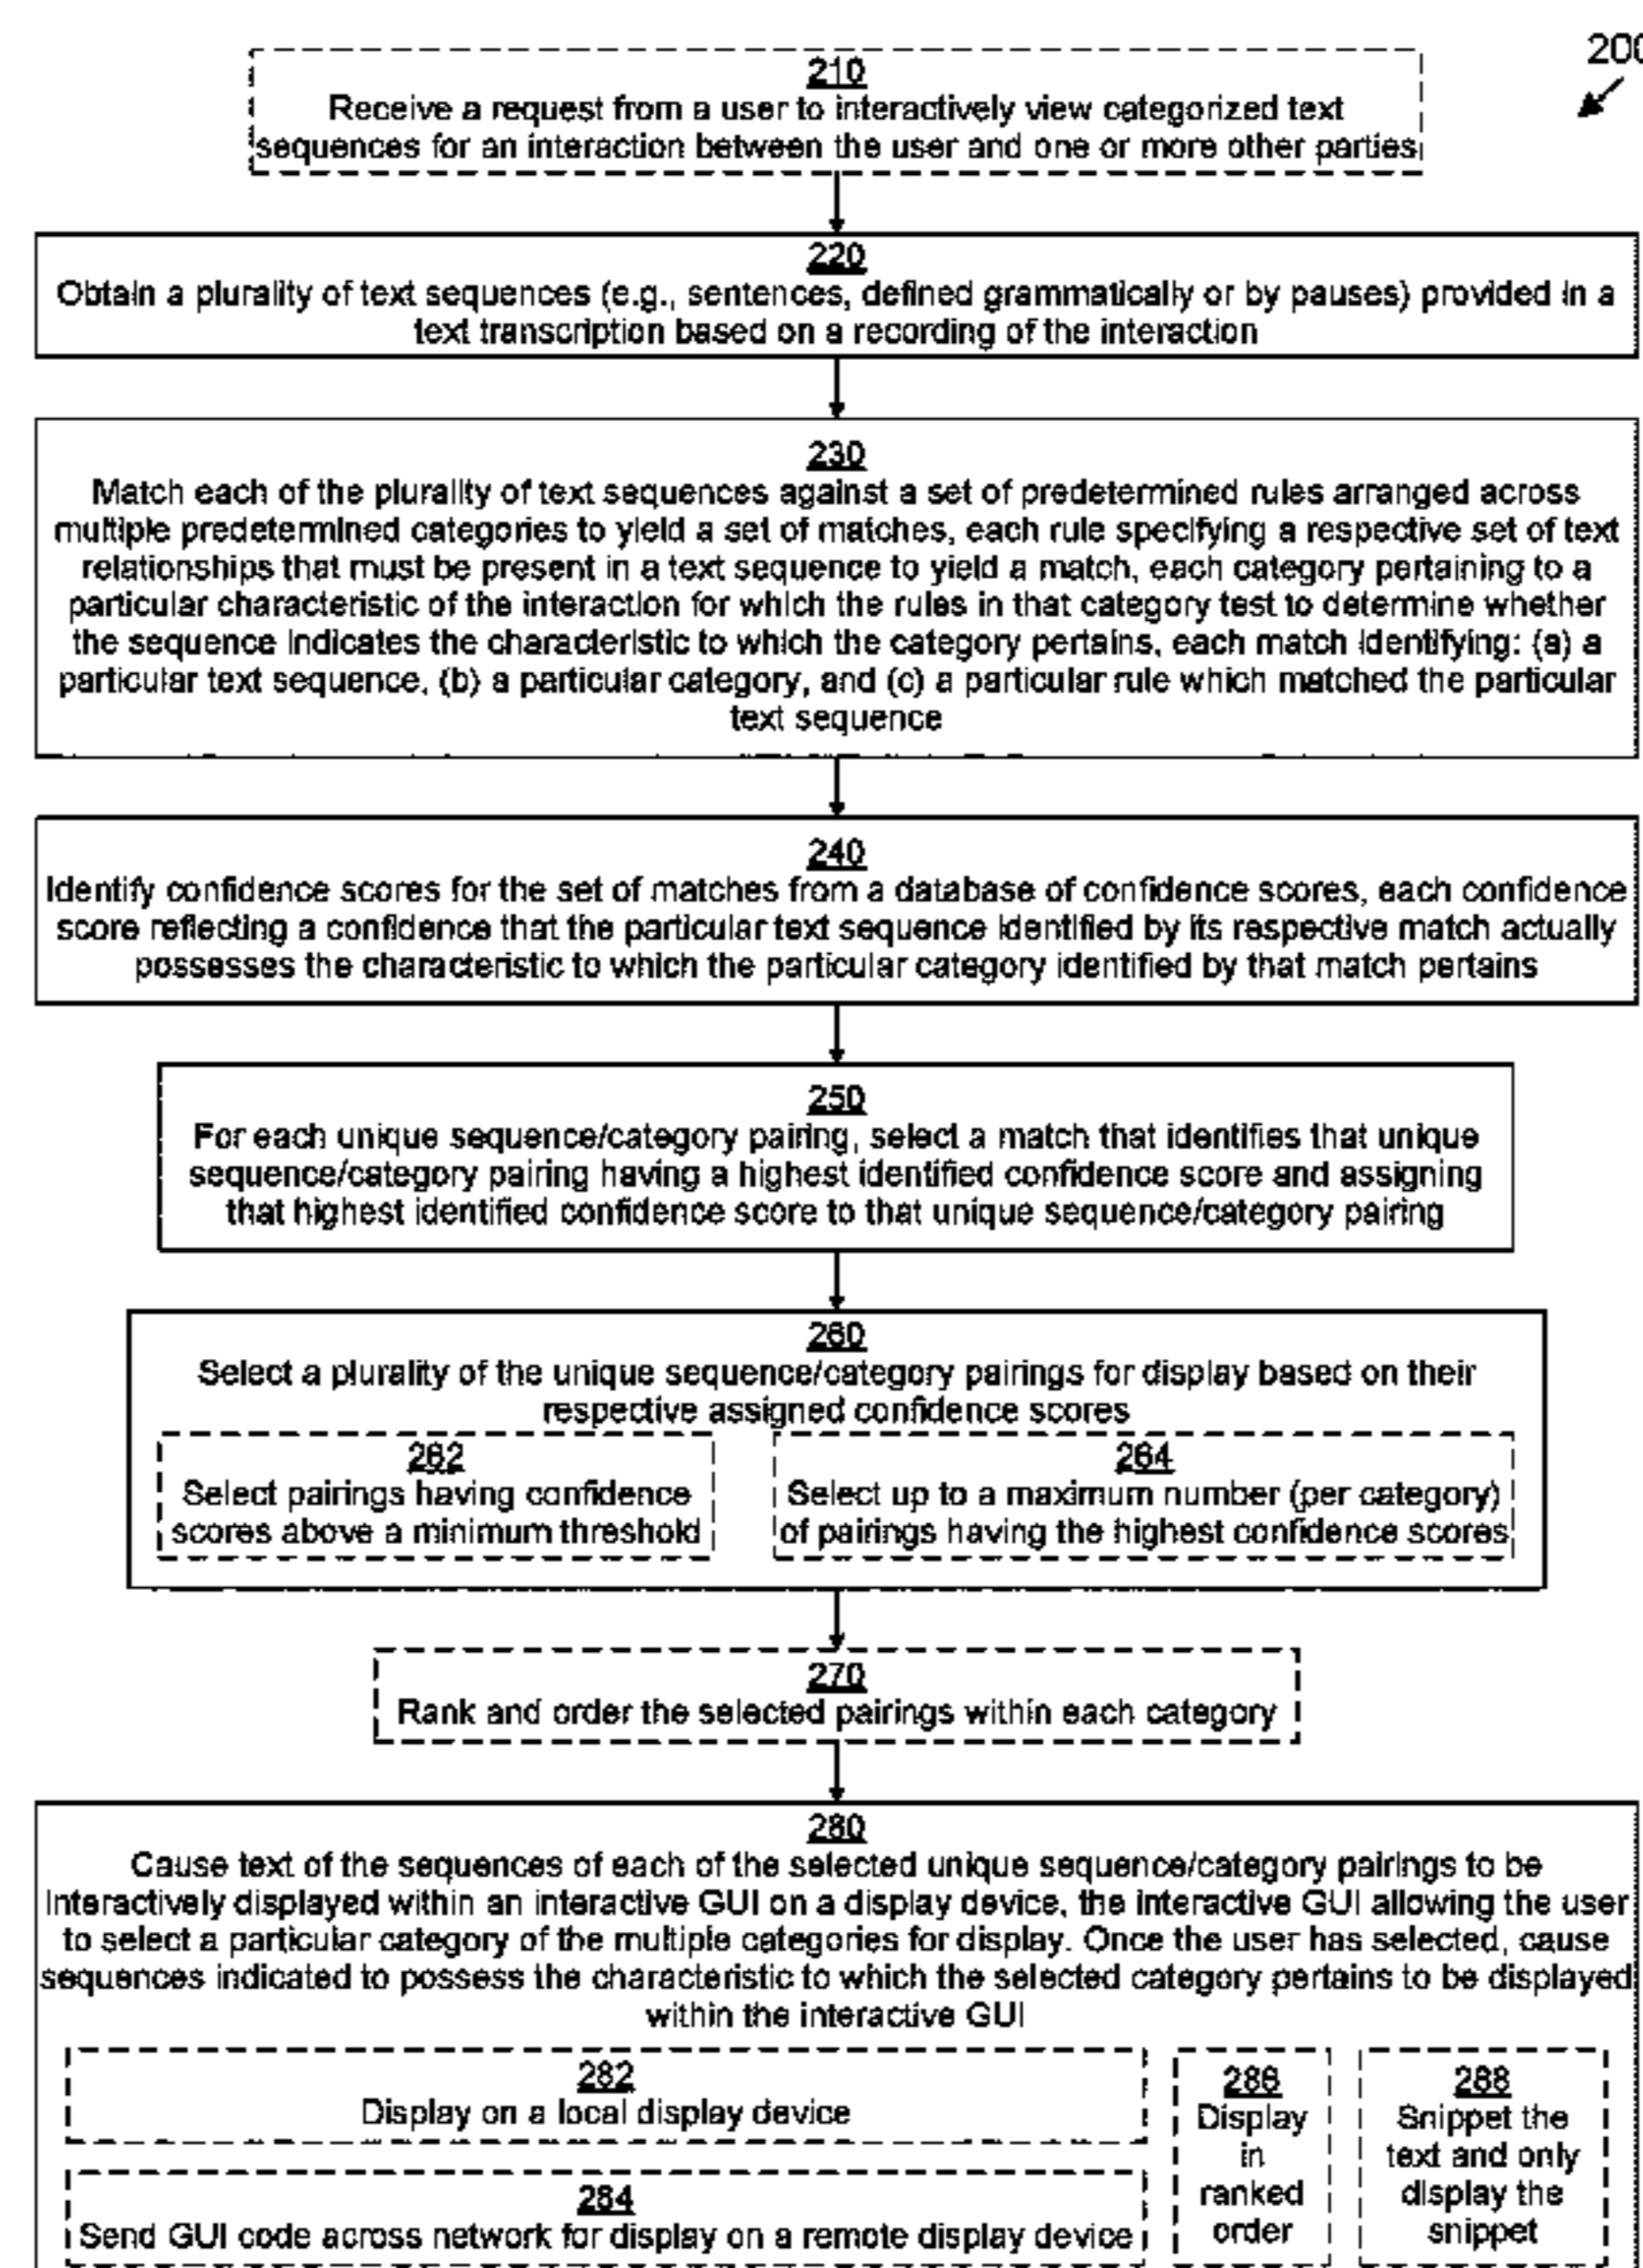 200
210
Receive a request from a user to interactively view categorized text
sequences for an interaction between the user and one or more other parties
220
Obtain a plurality of text sequences (e.g., sentences, defined grammatically or by pauses) provided in a
text transcription based on a recording of the interaction
230
Match each of the plurality of text sequences against a set of predetermined rules arranged across
multiple predetermined categories to yield a set of matches, each rule specifying a respective set of text
relationships that must be present in a text sequence to yield a match, each category pertaining to a
particular characteristic of the interaction for which the rules in that category test to determine whether
the sequence indicates the characteristic to which the category pertains, each match identifying: (a) a
particular text sequence, (b) a particular category, and (c) a particular rule which matched the particular
text sequence
240
Identify confidence scores for the set of matches from a database of confidence scores, each confidence
score reflecting a confidence that the particular text sequence identified by its respective match actually
possesses the characteristic to which the particular category identified by that match pertains
250
For each unique sequence/category pairing, select a match that identifies that unique
sequence/category pairing having a highest identified confidence score and assigning
that highest identified confidence score to that unique sequence/category pairing
260
Select a plurality of the unique sequence/category pairings for display based on their
respective assigned confidence scores
262
Select pairings having confidence
scores above a minimum threshold
264
Select up to a maximum number (per category)
of pairings having the highest confidence scores
270
Rank and order the selected pairings within each category
280
Cause text of the sequences of each of the selected unique sequence/category pairings to be
interactively displayed within an interactive GUI on a display device, the interactive GUI allowing the user
to select a particular category of the multiple categories for display. Once the user has selected, cause
sequences indicated to possess the characteristic to which the selected category pertains to be displayed
within the interactive GUI
282
Display on a local display device
284
Send GUI code across network for display on a remote display device
286
Display
in
ranked
order
288
Snippet the
text and only
display the
snippet